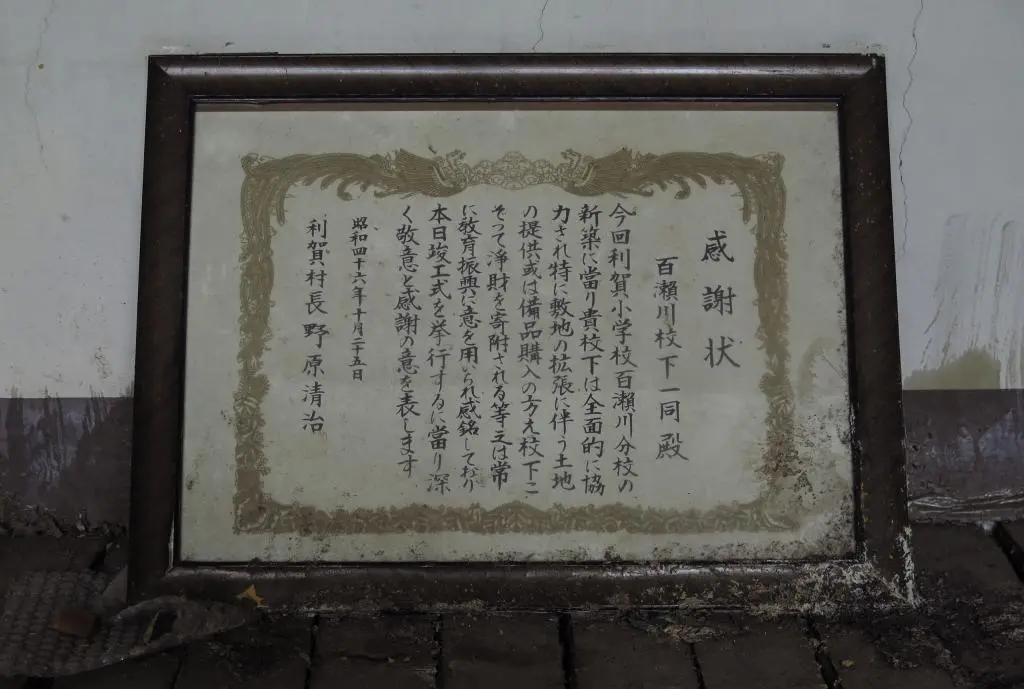 感謝状
百瀬川校下一同殿
今回利賀小学校百瀬川分校の
新築に當り貴校下は全面的に協
力され特に敷地の拡張に伴う土地
の提供或は備品購入の方え校下こ
ぞって淨財を寄附される等之は常
に教育振興に意を用いられ感銘しており
本日竣工式を挙行するに當り深
く敬意と感謝の意を表します
昭和四十六年十月二十五日
利賀村長野原清治